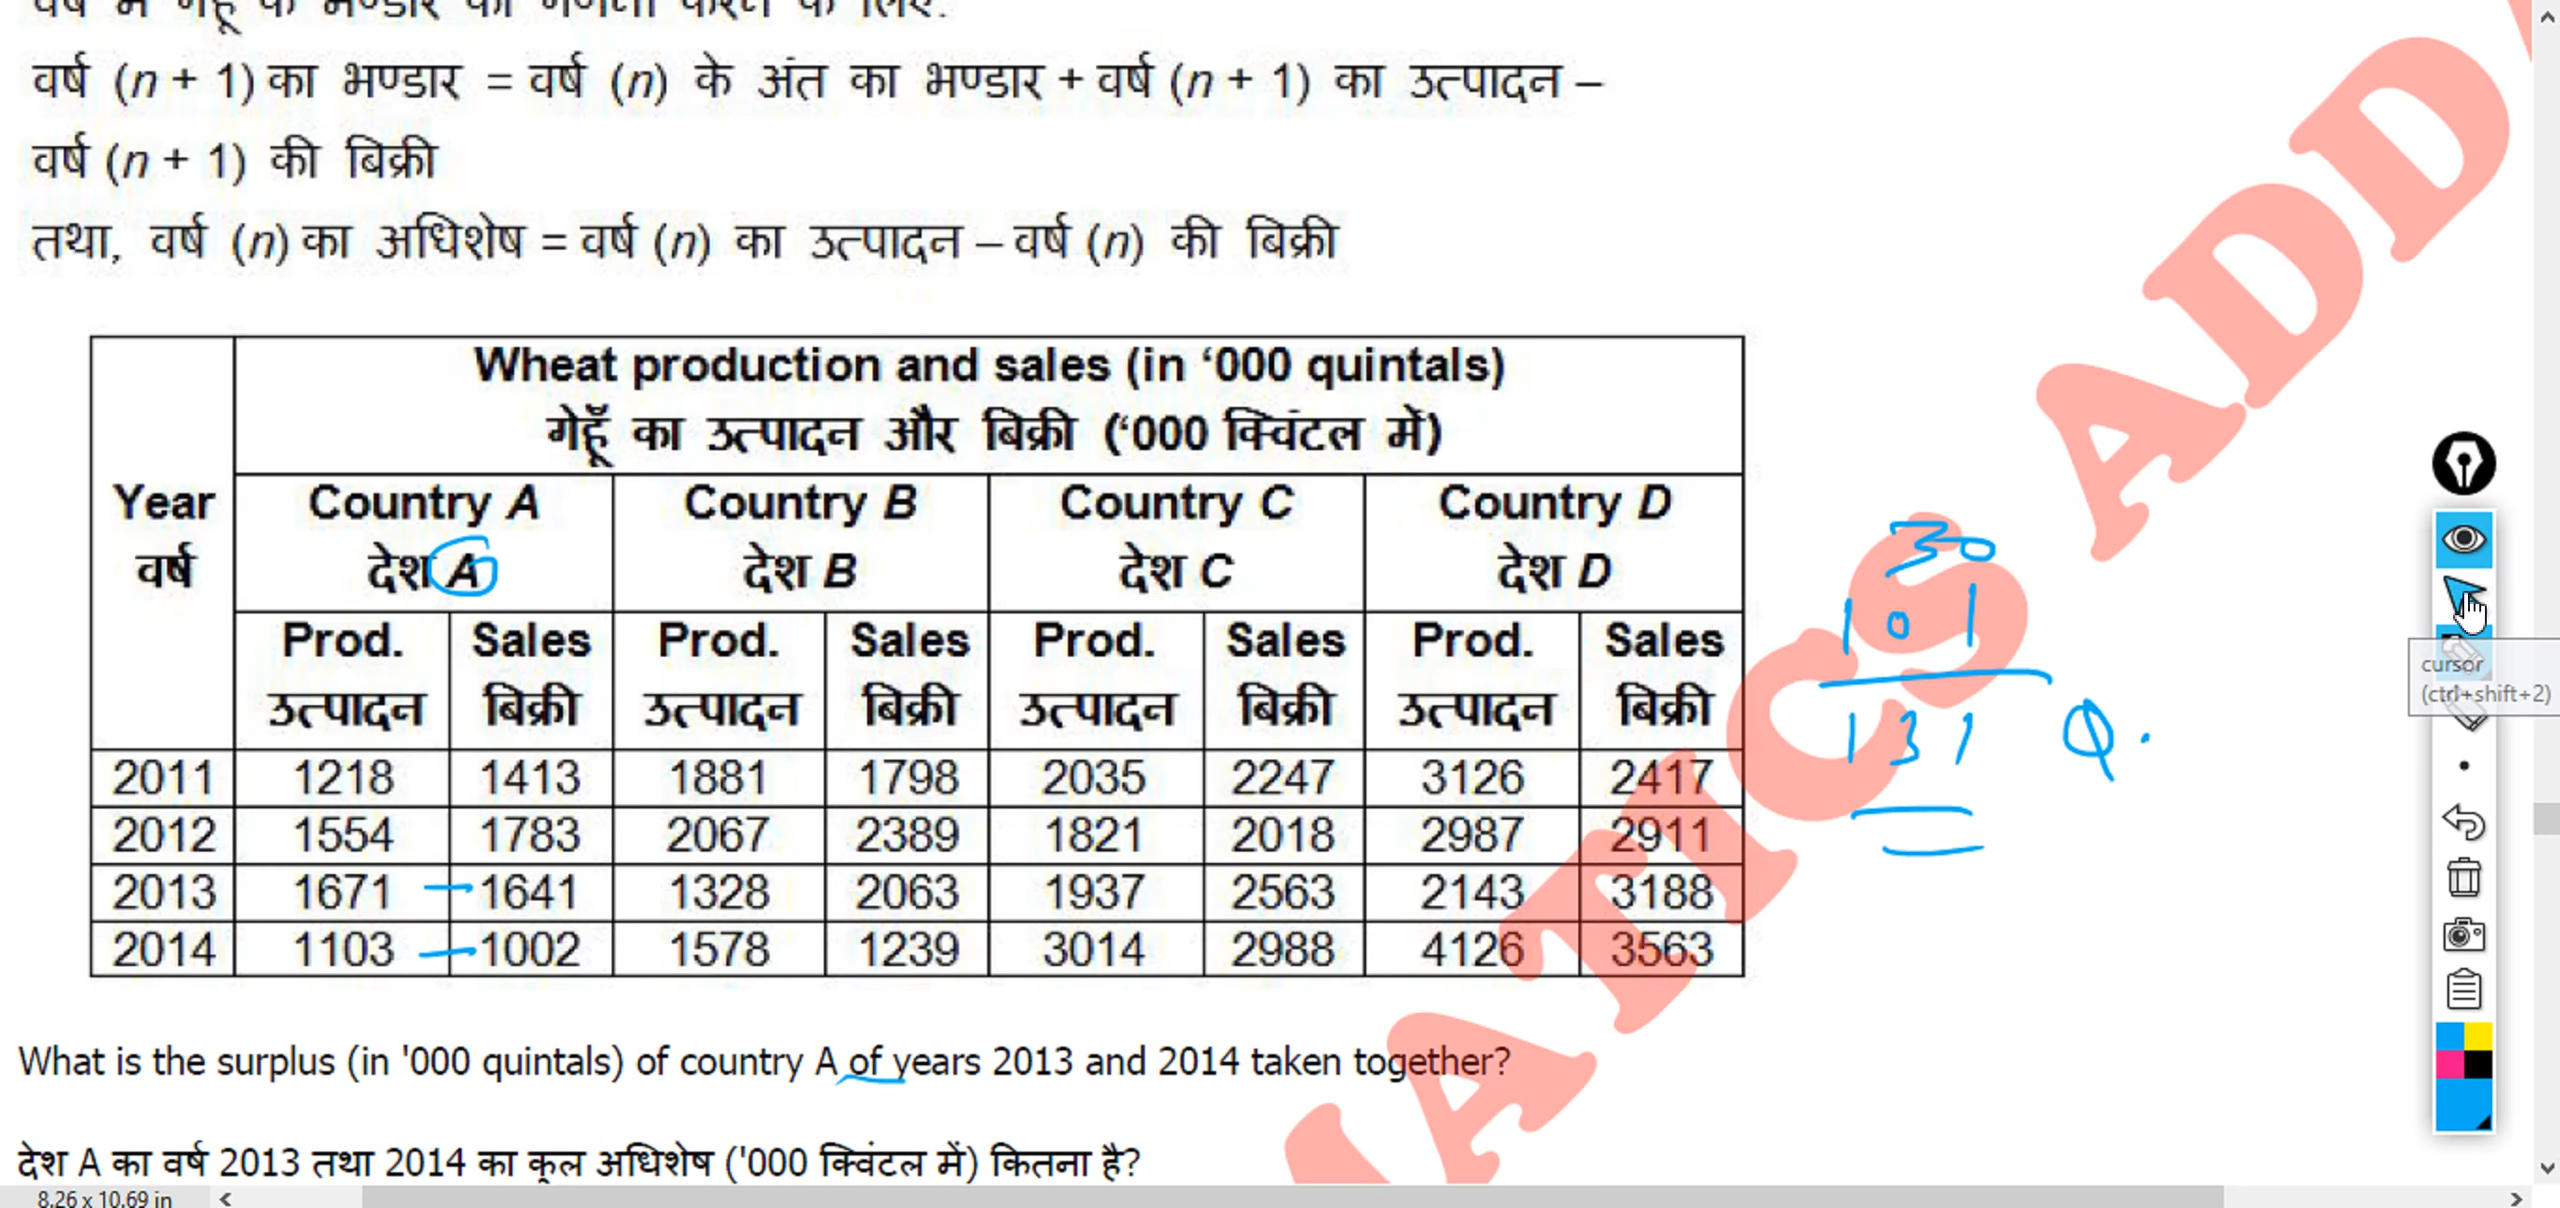 वर्ष में गेहूँ के भण्डार की गणना करने के लिए:
वर्ष (n + 1) का भण्डार = वर्ष (n) के अंत का भण्डार + वर्ष (n + 1) का उत्पादन –
वर्ष (n + 1) की बिक्री
तथा, वर्ष (n) का अधिशेष = वर्ष (n) का उत्पादन – वर्ष (n) की बिक्री
Wheat production and sales (in ‘000 quintals)
गेहूँ का उत्पादन और बिक्री (‘000 क्विंटल में)
Year Country A Country B Country C Country D
वर्ष देश A देश B देश C देश D
Prod. Sales Prod. Sales Prod. Sales Prod. Sales
उत्पादन बिक्री उत्पादन बिक्री उत्पादन बिक्री उत्पादन बिक्री
2011 1218 1413 1881 1798 2035 2247 3126 2417
2012 1554 1783 2067 2389 1821 2018 2987 2911
2013 1671 – 1641 1328 2063 1937 2563 2143 3188
2014 1103 – 1002 1578 1239 3014 2988 4126 3563
30
101
131 Q.
What is the surplus (in '000 quintals) of country A of years 2013 and 2014 taken together?
देश A का वर्ष 2013 तथा 2014 का कुल अधिशेष ('000 क्विंटल में) कितना है?
MATICS ADD
cursor
(ctrl+shift+2)
8.26 x 10.69 in